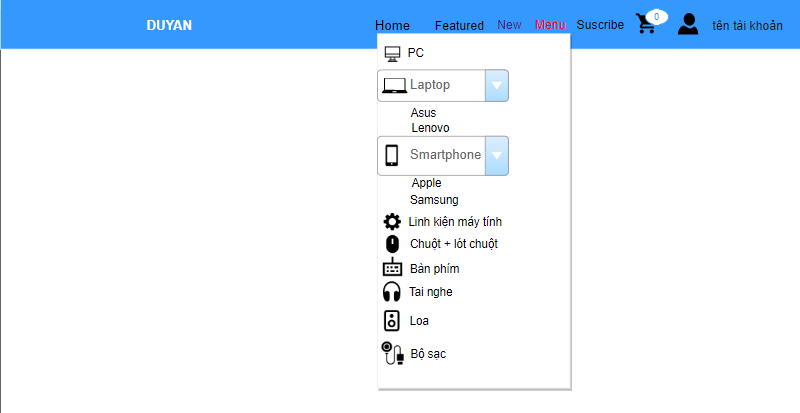 DUYAN
Home Featured New Menu Suscribe 0 tên tài khoản
PC
Laptop
Asus
Lenovo
Smartphone
Apple
Samsung
Linh kiện máy tính
Chuột + lót chuột
Bàn phím
Tai nghe
Loa
Bộ sạc